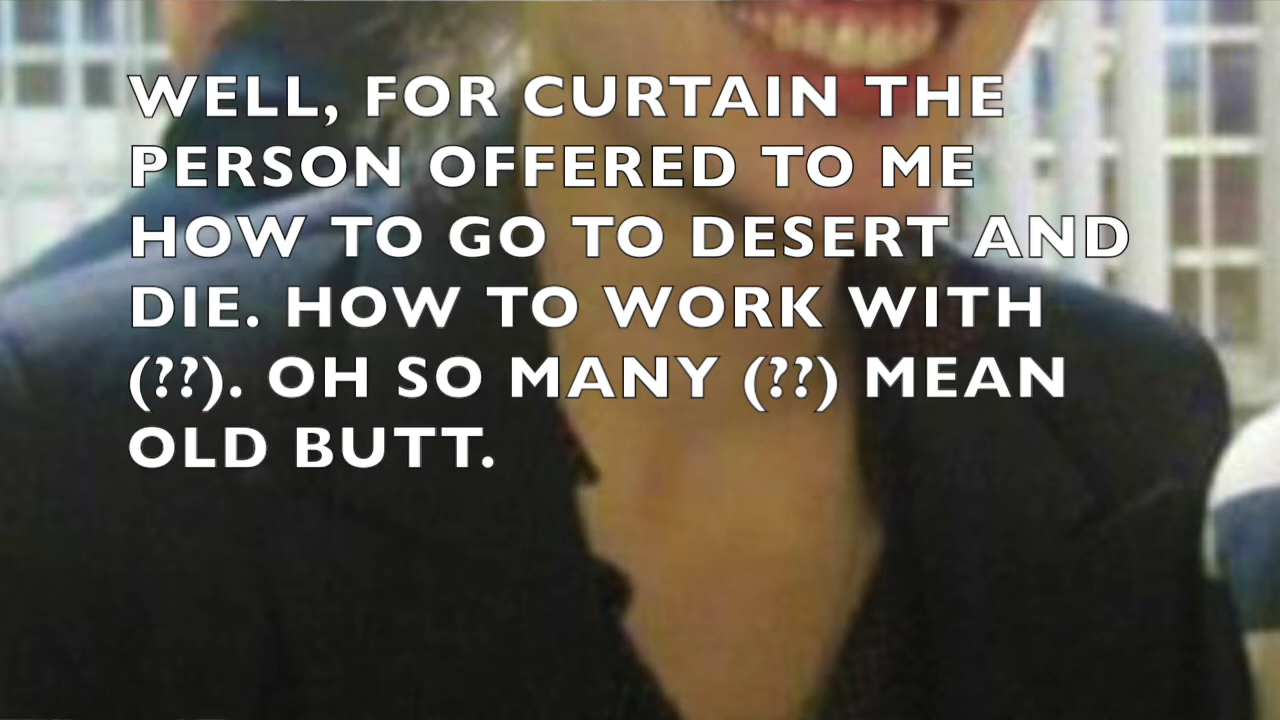 WELL, FOR CURTAIN THE
PERSON OFFERED TO ME
HOW TO GO TO DESERT AND
DIE. HOW TO WORK WITH
(??). OH SO MANY (??) MEAN
OLD BUTT.